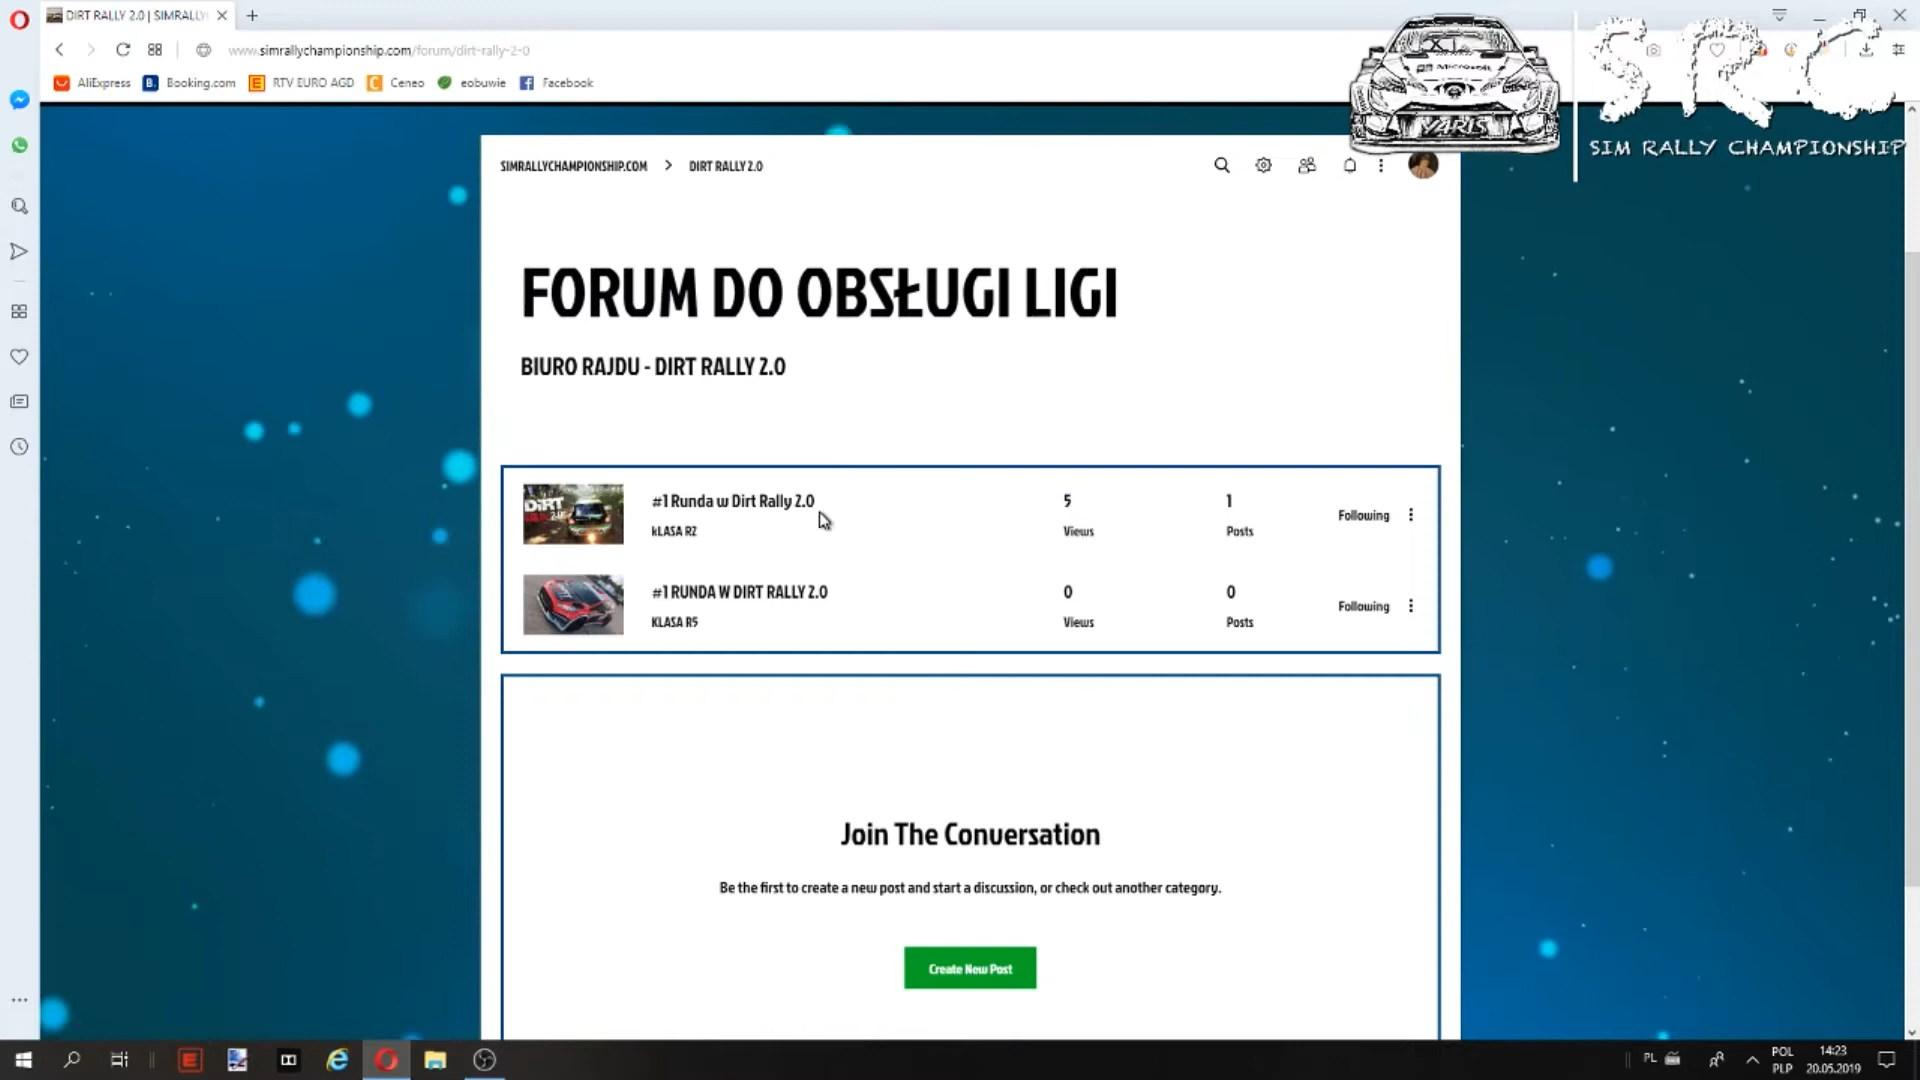 DIRT RALLY 2.0 | SIMRALLY
www.simrallychampionship.com/forum/dirt-rally-2-0
AliExpress
B.
Booking.com
E
RTV EURO AGD
C
Ceneo
eobuwie
Facebook
Microsoft
YARIS
SRC
SIM RALLY CHAMPIONSHIP
SIMRALLYCHAMPIONSHIP.COM > DIRT RALLY 2.0
FORUM DO OBSŁUGI LIGI
BIURO RAJDU - DIRT RALLY 2.0
DiRT
#1 Runda w Dirt Rally 2.0
kLASA R2
5
Views
1
Posts
Following
#1 RUNDA W DIRT RALLY 2.0
KLASA R5
0
Views
0
Posts
Following
Join The Conversation
Be the first to create a new post and start a discussion, or check out another category.
Create New Post
E
PL
POL
PLP
14:23
20.05.2019